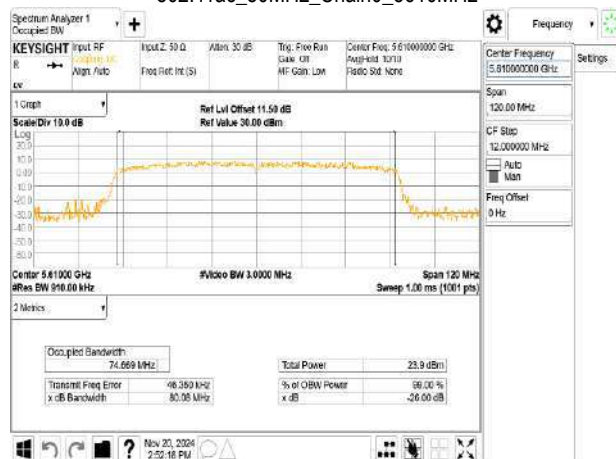 Spectrum Analyzer 1
Occupied BW
Frequency
KEYSIGHT
Input: RF
Input Z: 50 Ω
Atten: 30 dB
Trig: Free Run
Center Freq: 5.610000000 GHz
Align: Auto
Freq Ref: Int (S)
Gate: Off
Avg|Hold: 10/10
#IF Gain: Low
Radio Std: None
Center Frequency
5.610000000 GHz
Settings
Span
120.00 MHz
CF Step
12.000000 MHz
Auto
Man
Freq Offset
0 Hz
1 Graph
Scale/Div 10.0 dB
Ref Lvl Offset 11.50 dB
Ref Value 30.00 dBm
Log
20.0
10.0
0.00
-10.0
-20.0
-30.0
-40.0
-50.0
-60.0
Center 5.61000 GHz
#Res BW 910.00 kHz
#Video BW 3.0000 MHz
Span 120 MHz
Sweep 1.00 ms (1001 pts)
2 Metrics
Occupied Bandwidth
74.669 MHz
Total Power
23.9 dBm
Transmit Freq Error
46.350 kHz
% of OBW Power
99.00 %
x dB Bandwidth
80.08 MHz
x dB
-26.00 dB
Nov 20, 2024
2:52:16 PM